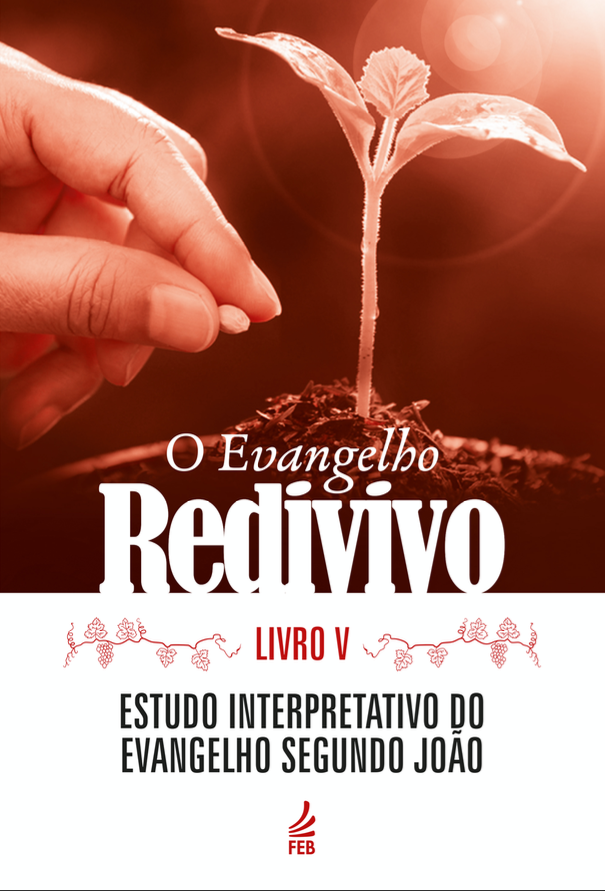 O Evangelho
Redivivo
LIVRO V
ESTUDO INTERPRETATIVO DO
EVANGELHO SEGUNDO JOÃO
FEB